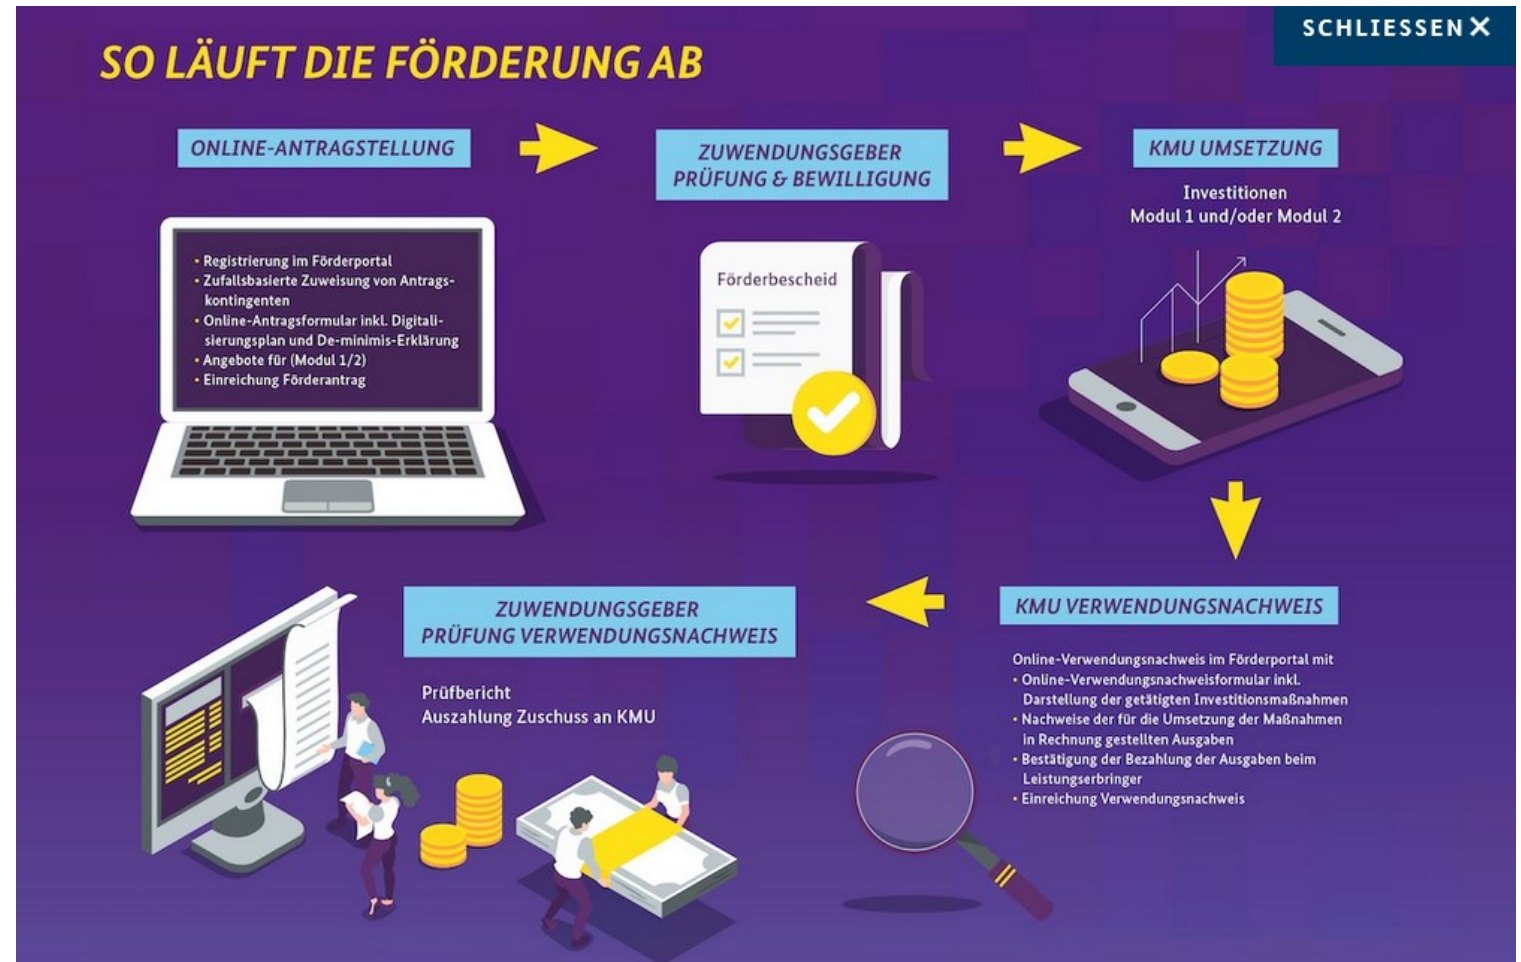 SCHLIESSEN X
SO LÄUFT DIE FÖRDERUNG AB
ONLINE-ANTRAGSTELLUNG
• Registrierung im Förderportal
• Zufallsbasierte Zuweisung von Antrags-
kontingenten
• Online-Antragsformular inkl. Digitali-
sierungsplan und De-minimis-Erklärung
• Angebote für (Modul 1/2)
• Einreichung Förderantrag
ZUWENDUNGSGEBER
PRÜFUNG & BEWILLIGUNG
Förderbescheid
KMU UMSETZUNG
Investitionen
Modul 1 und/oder Modul 2
KMU VERWENDUNGSNACHWEIS
Online-Verwendungsnachweis im Förderportal mit
• Online-Verwendungsnachweisformular inkl.
Darstellung der getätigten Investitionsmaßnahmen
• Nachweise der für die Umsetzung der Maßnahmen
in Rechnung gestellten Ausgaben
• Bestätigung der Bezahlung der Ausgaben beim
Leistungserbringer
• Einreichung Verwendungsnachweis
ZUWENDUNGSGEBER
PRÜFUNG VERWENDUNGSNACHWEIS
Prüfbericht
Auszahlung Zuschuss an KMU